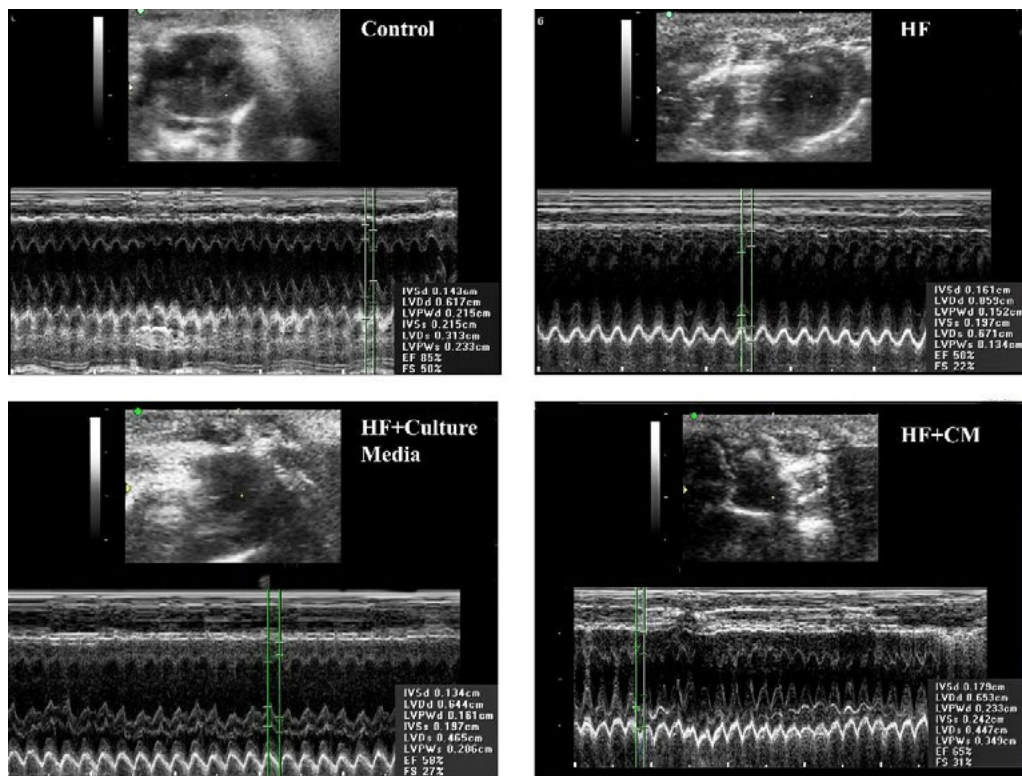 Control
IVSd 0.143cm
LVDd 0.617cm
LVPWd 0.215cm
IVSs 0.215cm
LVDs 0.313cm
LVPWs 0.233cm
EF 85%
FS 50%
6
HF
IVSd 0.161cm
LVDd 0.859cm
LVPWd 0.152cm
IVSs 0.197cm
LVDs 0.671cm
LVPWs 0.134cm
EF 50%
FS 22%
HF+Culture
Media
IVSd 0.134cm
LVDd 0.644cm
LVPWd 0.161cm
IVSs 0.197cm
LVDs 0.465cm
LVPWs 0.206cm
EF 58%
FS 27%
HF+CM
IVSd 0.179cm
LVDd 0.653cm
LVPWd 0.233cm
IVSs 0.242cm
LVDs 0.447cm
LVPWs 0.349cm
EF 65%
FS 31%